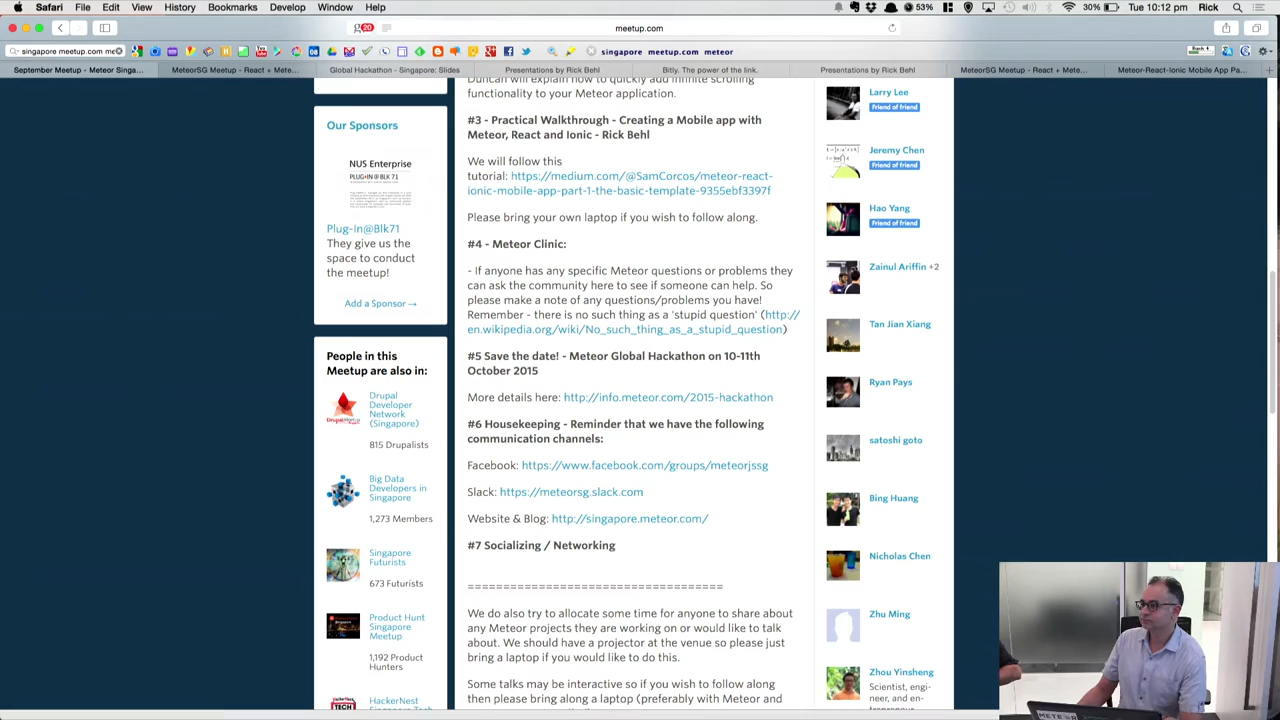 Safari File Edit View History Bookmarks Develop Window Help
53% 30% Tue 10:12 pm Rick
20
meetup.com
singapore meetup.com me
singapore meetup.com meteor
September Meetup - Meteor Singa...
MeteorSG Meetup - React + Mete...
Global Hackathon - Singapore: Slides
Presentations by Rick Behl
Bitly. The power of the link.
Presentations by Rick Behl
MeteorSG Meetup - React + Mete...
Meteor-React-Ionic Mobile App Pa...
Our Sponsors
NUS Enterprise
PLUG-IN@BLK 71
Plug-In@Blk71
They give us the
space to conduct
the meetup!
Add a Sponsor →
People in this
Meetup are also in:
Drupal
Developer
Network
(Singapore)
815 Drupalists
Big Data
Developers in
Singapore
1,273 Members
Singapore
Futurists
673 Futurists
Product Hunt
Singapore
Meetup
1,192 Product
Hunters
HackerNest
Duncan will explain how to quickly add infinite scrolling
functionality to your Meteor application.
#3 - Practical Walkthrough - Creating a Mobile app with
Meteor, React and Ionic - Rick Behl
We will follow this
tutorial: https://medium.com/@SamCorcos/meteor-react-
ionic-mobile-app-part-1-the-basic-template-9355ebf3397f
Please bring your own laptop if you wish to follow along.
#4 - Meteor Clinic:
- If anyone has any specific Meteor questions or problems they
can ask the community here to see if someone can help. So
please make a note of any questions/problems you have!
Remember - there is no such thing as a 'stupid question' (http://
en.wikipedia.org/wiki/No_such_thing_as_a_stupid_question)
#5 Save the date! - Meteor Global Hackathon on 10-11th
October 2015
More details here: http://info.meteor.com/2015-hackathon
#6 Housekeeping - Reminder that we have the following
communication channels:
Facebook: https://www.facebook.com/groups/meteorjssg
Slack: https://meteorsg.slack.com
Website & Blog: http://singapore.meteor.com/
#7 Socializing / Networking
====================================
We do also try to allocate some time for anyone to share about
any Meteor projects they are working on or would like to talk
about. We should have a projector at the venue so please just
bring a laptop if you would like to do this.
Some talks may be interactive so if you wish to follow along
then please bring along a laptop (preferably with Meteor and
Larry Lee
Friend of friend
Jeremy Chen
Friend of friend
Hao Yang
Friend of friend
Zainul Ariffin +2
Tan Jian Xiang
Ryan Pays
satoshi goto
Bing Huang
Nicholas Chen
Zhu Ming
Zhou Yinsheng
Scientist, engi-
neer, and en-
trepreneur